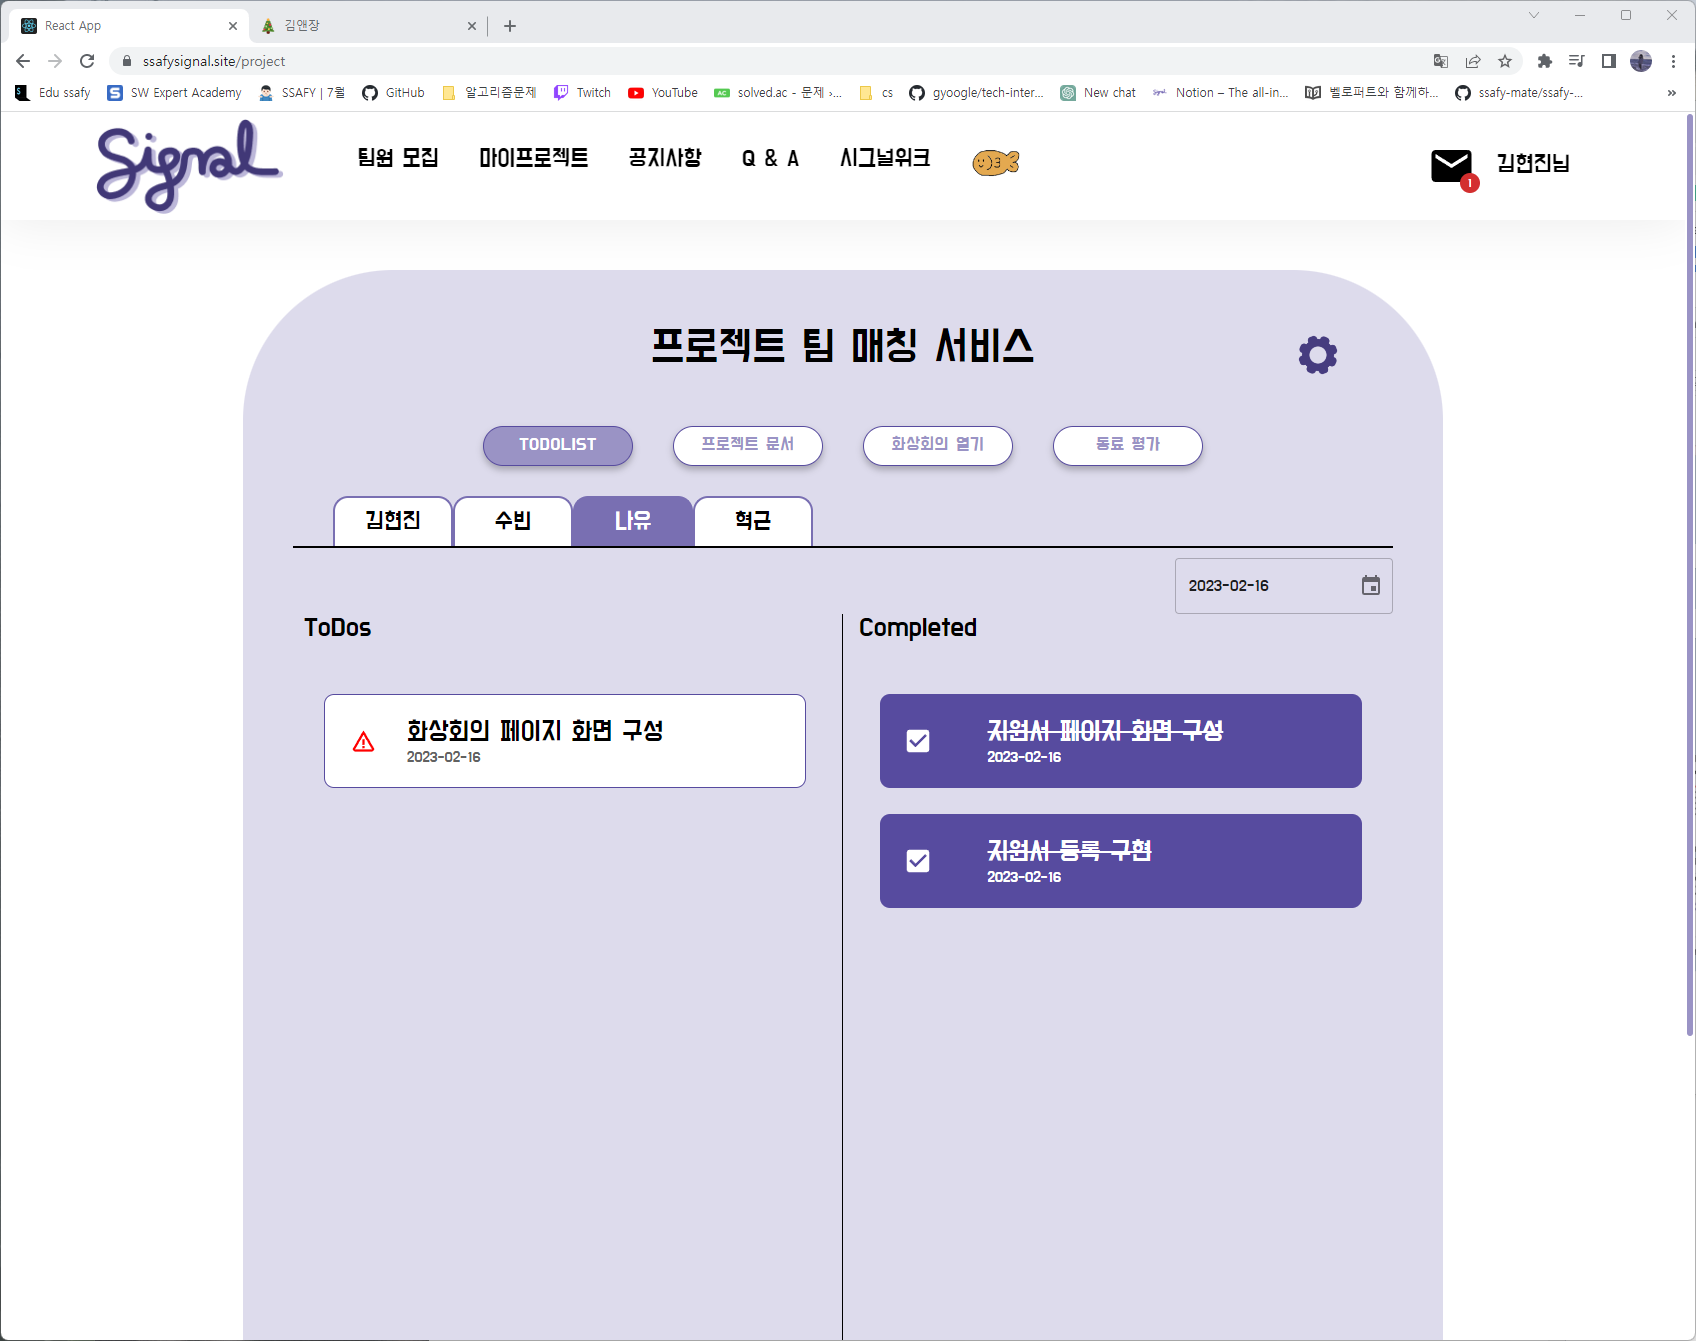 React App
김앤장
ssafysignal.site/project
Edu ssafy
SW Expert Academy
SSAFY | 7월
GitHub
알고리즘문제
Twitch
YouTube
solved.ac - 문제 ›...
cs
gyoogle/tech-inter...
New chat
Notion – The all-in...
벨로퍼트와 함께하...
ssafy-mate/ssafy-...
Signal
팀원 모집
마이프로젝트
공지사항
Q & A
시그널위크
1
김현진님
프로젝트 팀 매칭 서비스
TODOLIST
프로젝트 문서
화상회의 열기
동료 평가
김현진
수빈
나유
혁근
2023-02-16
ToDos
Completed
화상회의 페이지 화면 구성
2023-02-16
지원서 페이지 화면 구성
2023-02-16
지원서 등록 구현
2023-02-16